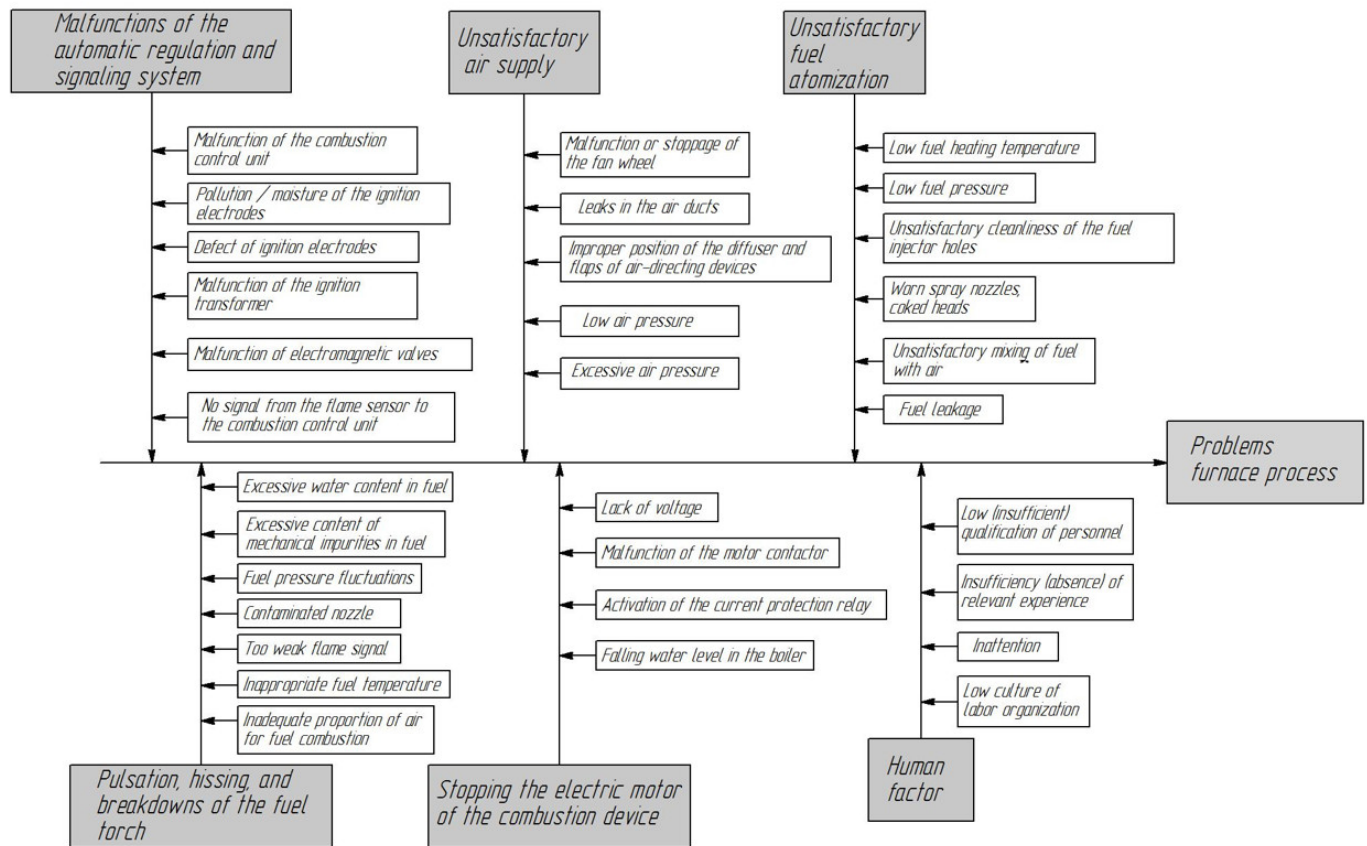 Malfunctions of the
automatic regulation and
signaling system
Malfunction of the combustion
control unit
Pollution / moisture of the ignition
electrodes
Defect of ignition electrodes
Malfunction of the ignition
transformer
Malfunction of electromagnetic valves
No signal from the flame sensor to
the combustion control unit
Unsatisfactory
air supply
Malfunction or stoppage of
the fan wheel
Leaks in the air ducts
Improper position of the diffuser and
flaps of air-directing devices
Low air pressure
Excessive air pressure
Unsatisfactory
fuel
atomization
Low fuel heating temperature
Low fuel pressure
Unsatisfactory cleanliness of the fuel
injector holes
Worn spray nozzles,
coked heads
Unsatisfactory mixing of fuel
with air
Fuel leakage
Problems
furnace process
Excessive water content in fuel
Excessive content of
mechanical impurities in fuel
Fuel pressure fluctuations
Contaminated nozzle
Too weak flame signal
Inappropriate fuel temperature
Inadequate proportion of air
for fuel combustion
Pulsation, hissing, and
breakdowns of the fuel
torch
Lack of voltage
Malfunction of the motor contactor
Activation of the current protection relay
Falling water level in the boiler
Stopping the electric motor
of the combustion device
Low (insufficient)
qualification of personnel
Insufficiency (absence) of
relevant experience
Inattention
Low culture of
labor organization
Human
factor